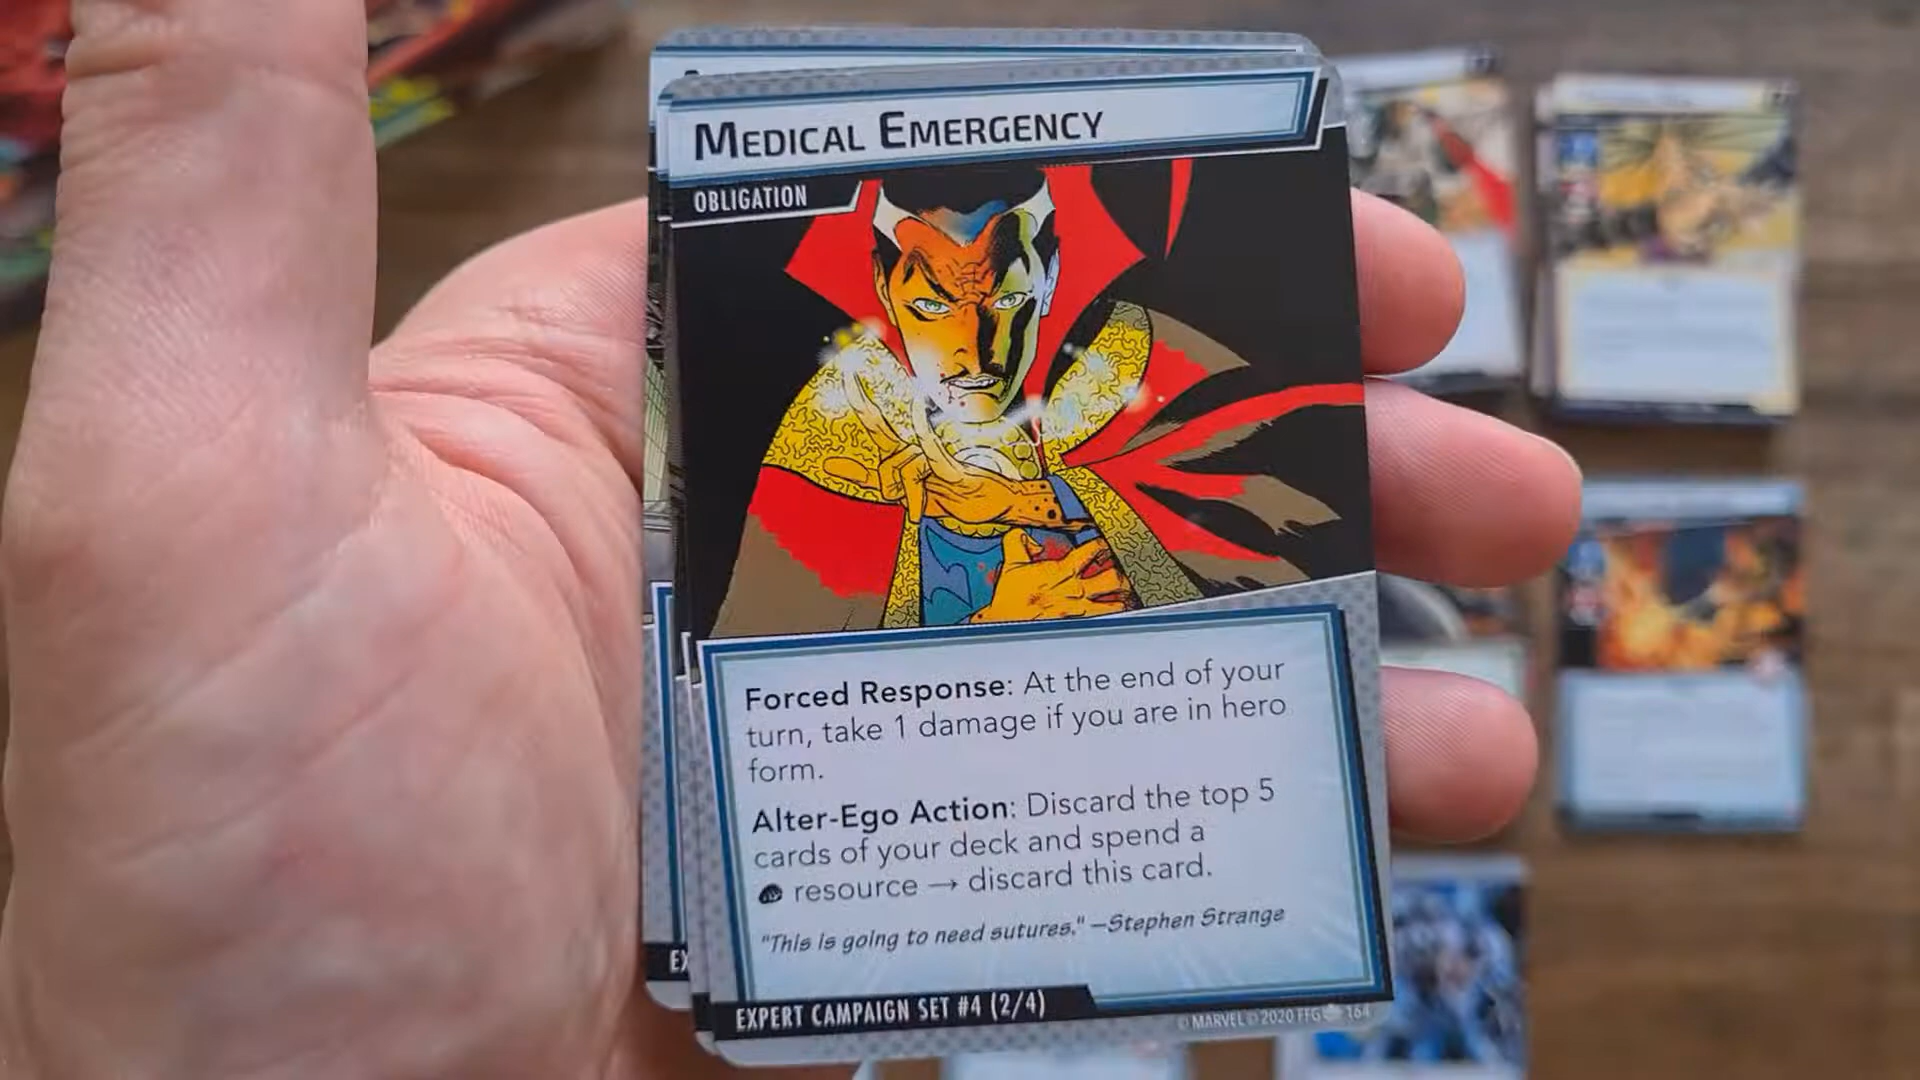 MEDICAL EMERGENCY
OBLIGATION
Forced Response: At the end of your
turn, take 1 damage if you are in hero
form.
Alter-Ego Action: Discard the top 5
cards of your deck and spend a
resource → discard this card.
"This is going to need sutures." —Stephen Strange
EX
EXPERT CAMPAIGN SET #4 (2/4)
© MARVEL © 2020 FFG 164